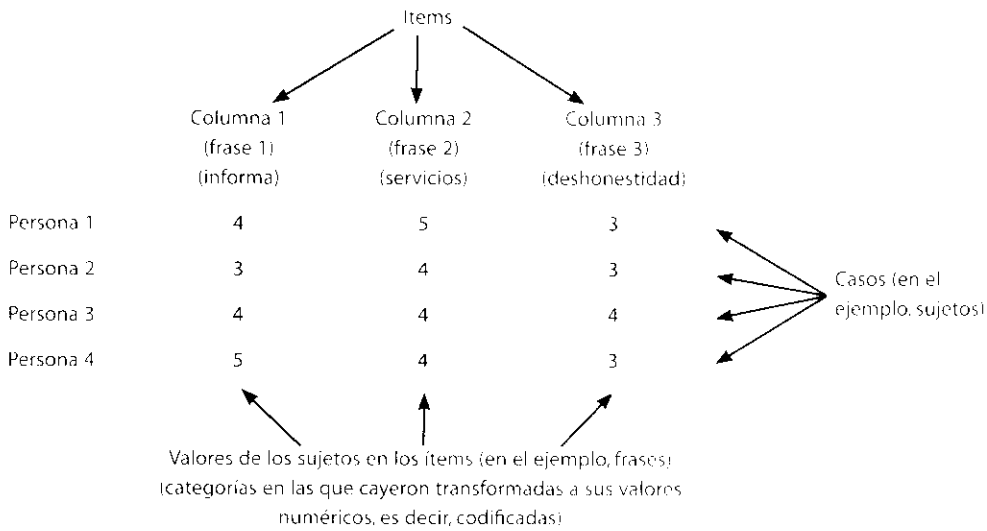 Items
Columna 1 Columna 2 Columna 3
(frase 1) (frase 2) (frase 3)
(informa) (servicios) (deshonestidad)
Persona 1 4 5 3
Persona 2 3 4 3
Persona 3 4 4 4
Persona 4 5 4 3
Casos (en el
ejemplo, sujetos)
Valores de los sujetos en los ítems (en el ejemplo, frases)
(categorías en las que cayeron transformadas a sus valores
numéricos, es decir, codificadas)